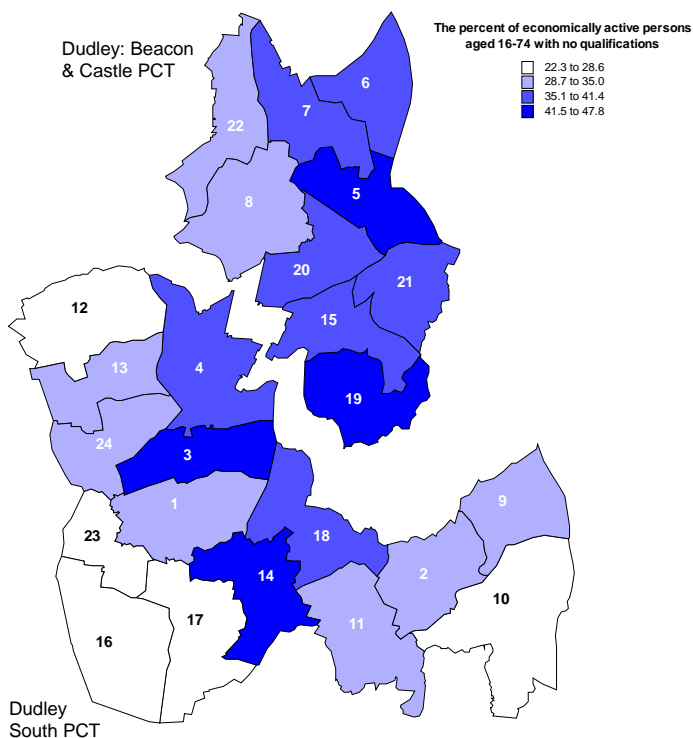 The percent of economically active persons
aged 16-74 with no qualifications
22.3 to 28.6
28.7 to 35.0
35.1 to 41.4
41.5 to 47.8
Dudley: Beacon
& Castle PCT
6
7
22
5
8
20
21
12
15
13
4
19
24
3
9
1
23
18
14
2
10
17
11
16
Dudley
South PCT